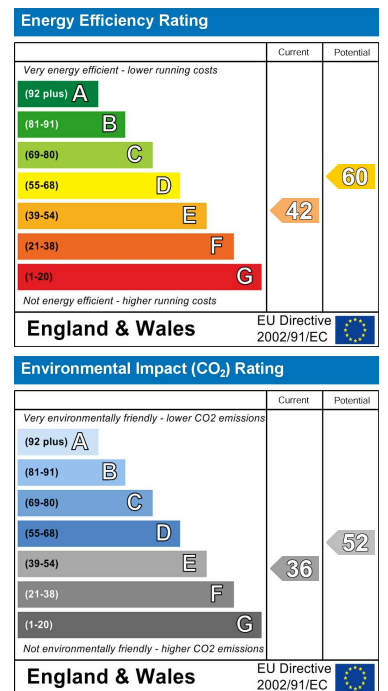 Energy Efficiency Rating
Current Potential
Very energy efficient - lower running costs
(92 plus) A
(81-91) B
(69-80) C
(55-68) D
(39-54) E
(21-38) F
(1-20) G
42
60
Not energy efficient - higher running costs
England & Wales
EU Directive
2002/91/EC
Environmental Impact (CO₂) Rating
Current Potential
Very environmentally friendly - lower CO2 emissions
(92 plus) A
(81-91) B
(69-80) C
(55-68) D
(39-54) E
(21-38) F
(1-20) G
36
52
Not environmentally friendly - higher CO2 emissions
England & Wales
EU Directive
2002/91/EC